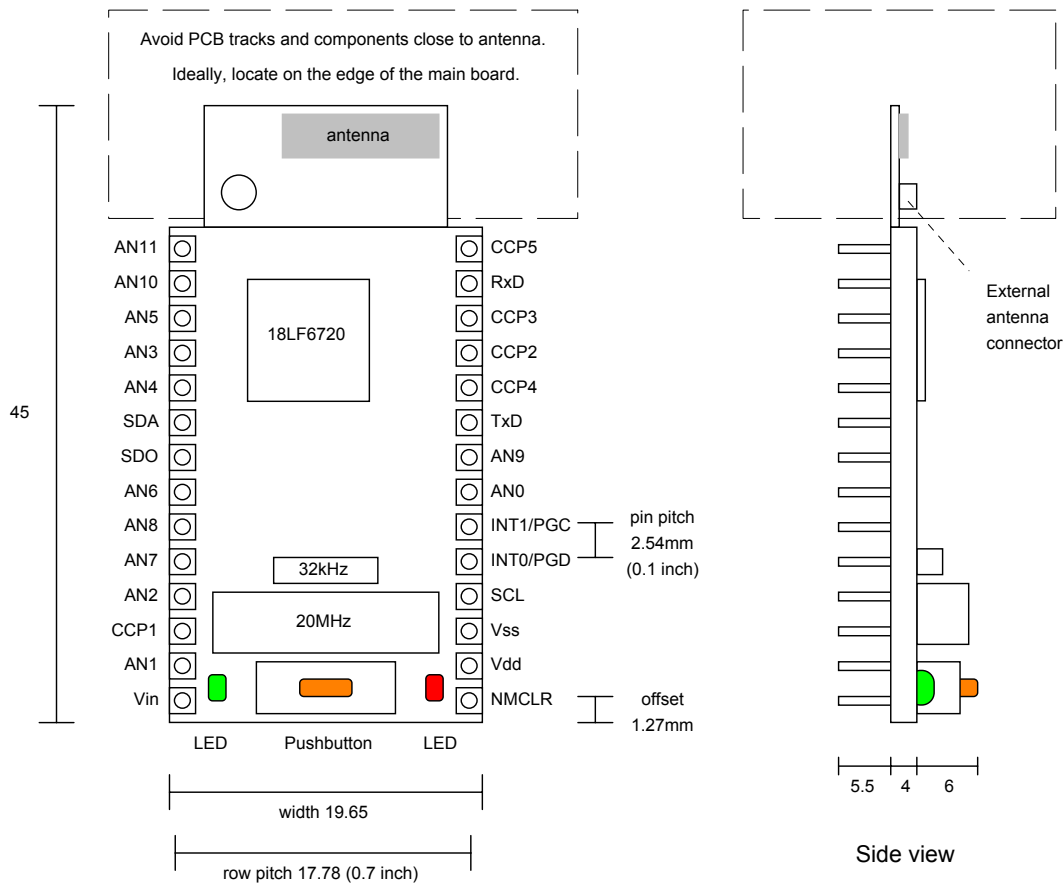 Avoid PCB tracks and components close to antenna.
Ideally, locate on the edge of the main board.
antenna
AN11
AN10
AN5
AN3
AN4
SDA
SDO
AN6
AN8
AN7
AN2
CCP1
AN1
Vin
45
18LF6720
32kHz
20MHz
CCP5
RxD
CCP3
CCP2
CCP4
TxD
AN9
AN0
INT1/PGC
INT0/PGD
SCL
Vss
Vdd
NMCLR
pin pitch
2.54mm
(0.1 inch)
offset
1.27mm
LED
Pushbutton
LED
width 19.65
row pitch 17.78 (0.7 inch)
External
antenna
connector
5.5
4
6
Side view